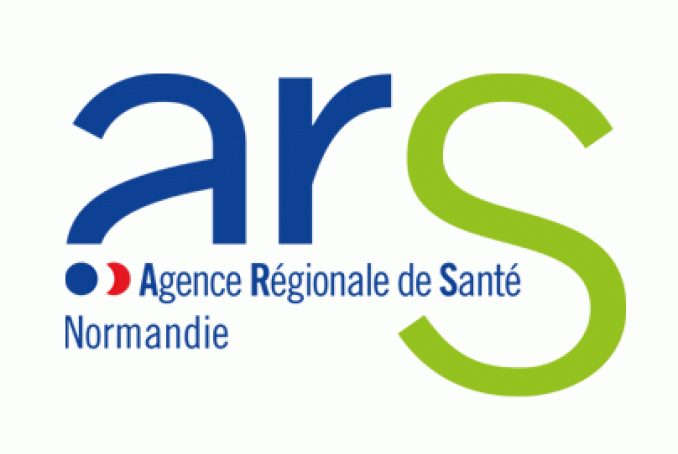 ars
Agence Régionale de Santé
Normandie